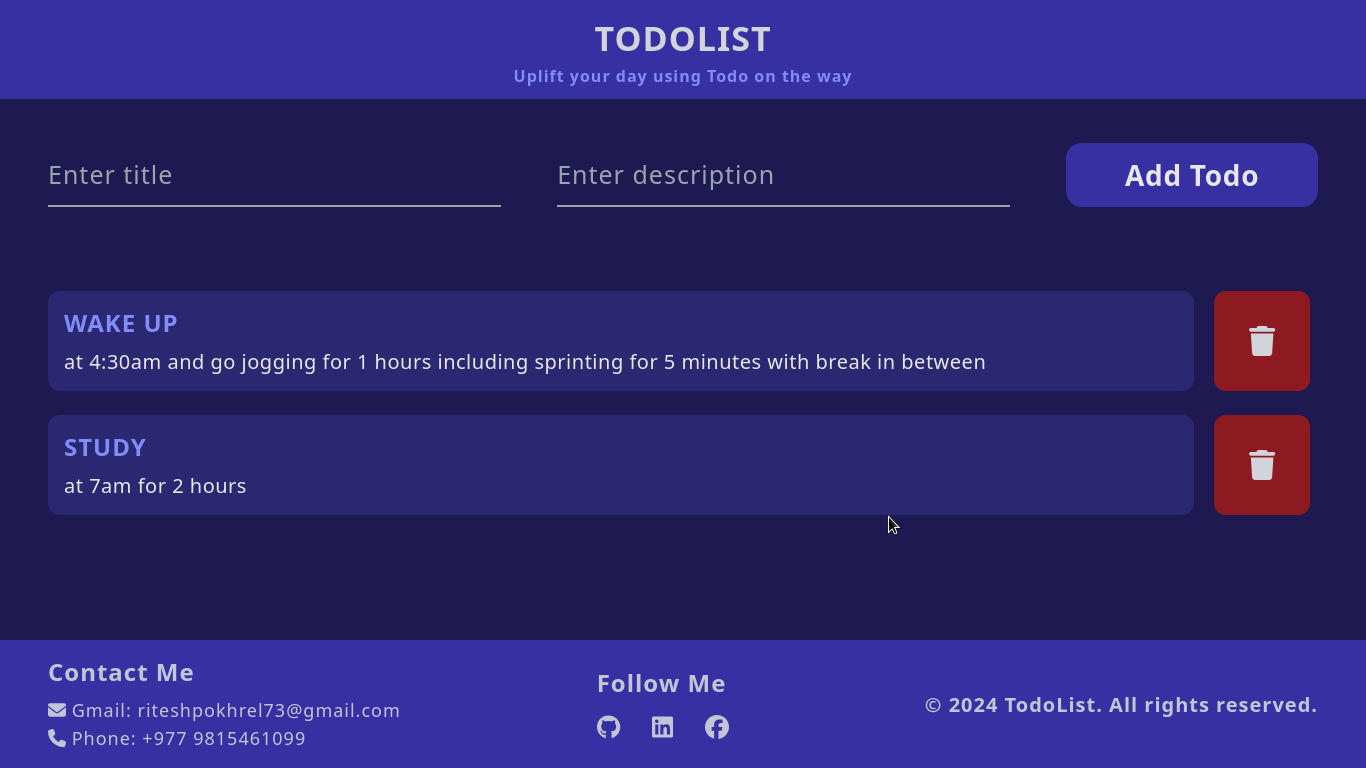 TODOLIST
Uplift your day using Todo on the way
Enter title
Enter description
Add Todo
WAKE UP
at 4:30am and go jogging for 1 hours including sprinting for 5 minutes with break in between
STUDY
at 7am for 2 hours
Contact Me
Gmail: riteshpokhrel73@gmail.com
Phone: +977 9815461099
Follow Me
© 2024 TodoList. All rights reserved.